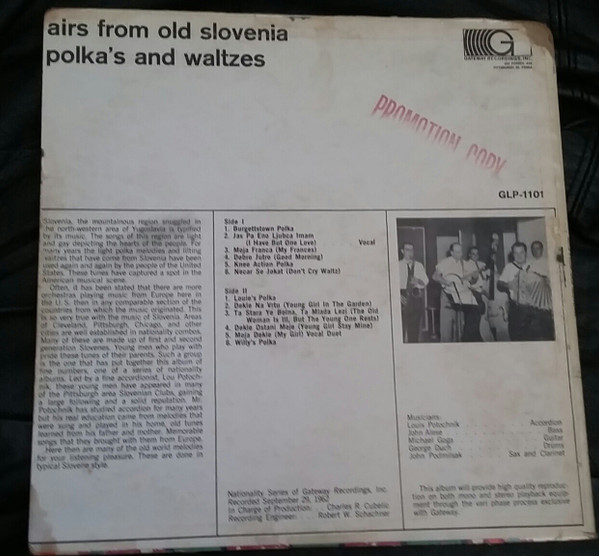 airs from old slovenia
polka's and waltzes
GATEWAY RECORDINGS, INC.
PROMOTION COPY
GLP-1101
Slovenia, the mountainous region snuggled in
the north-western area of Yugoslavia is typified
by its music. The songs of this region are light
and gay depicting the hearts of the people. For
many years the light polka melodies and lilting
waltzes that have come from Slovenia have been
used again and again by the people of the United
States. These tunes have captured a spot in the
American musical scene.
Often, it has been stated that there are more
orchestras playing music from Europe here in
the U. S. then in any comparable section of the
countries from which the music originated. This
is so very true with the music of Slovenia. Areas
of Cleveland, Pittsburgh, Chicago, and other
cities are well established in nationality combos.
Many of these are made up of first and second
generation Slovenes. Young men who play with
pride these tunes of their parents. Such a group
is the one that has put together this album of
fine numbers, one of a series of nationality
albums. Led by a fine accordionist, Lou Potoch-
nik, these young men have appeared in many
of the Pittsburgh area Slovenian Clubs, gaining
a large following and a solid reputation. Mr.
Potochnik has studied accordion for many years
but his real education came from melodies that
were sung and played in his home, old tunes
learned from his father and mother. Memorable
songs that they brought with them from Europe.
Here then are many of the old world melodies
for your listening pleasure. These are done in
typical Slovene style.
Side I
1. Burgettstown Polka
2. Jas Pa Eno Ljubca Imam
(I Have But One Love) Vocal
3. Moja Franca (My Frances)
4. Dobro Jutro (Good Morning)
5. Knee Action Polka
6. Nocar Se Jokat (Don't Cry Waltz)
Side II
1. Louie's Polka
2. Dekle Na Vrtu (Young Girl In The Garden)
3. Ta Stara Ye Bolna, Ta Mlada Lezi (The Old
Woman Is Ill, But The Young One Rests)
4. Dekle Ostani Moje (Young Girl Stay Mine)
5. Moja Dekle (My Girl) Vocal Duet
6. Willy's Polka
Nationality Series of Gateway Recordings, Inc.
Recorded September 29, 1962
In Charge of Production: Charles R. Cubelic
Recording Engineer: Robert W. Schachner
Musicians:
Louis Potochnik Accordion
John Alese Bass
Michael Goga Guitar
George Duch Drums
John Podmilsak Sax and Clarinet
This album will provide high quality reproduc-
tion on both mono and stereo playback equip-
ment through the vari phase process exclusive
with Gateway.